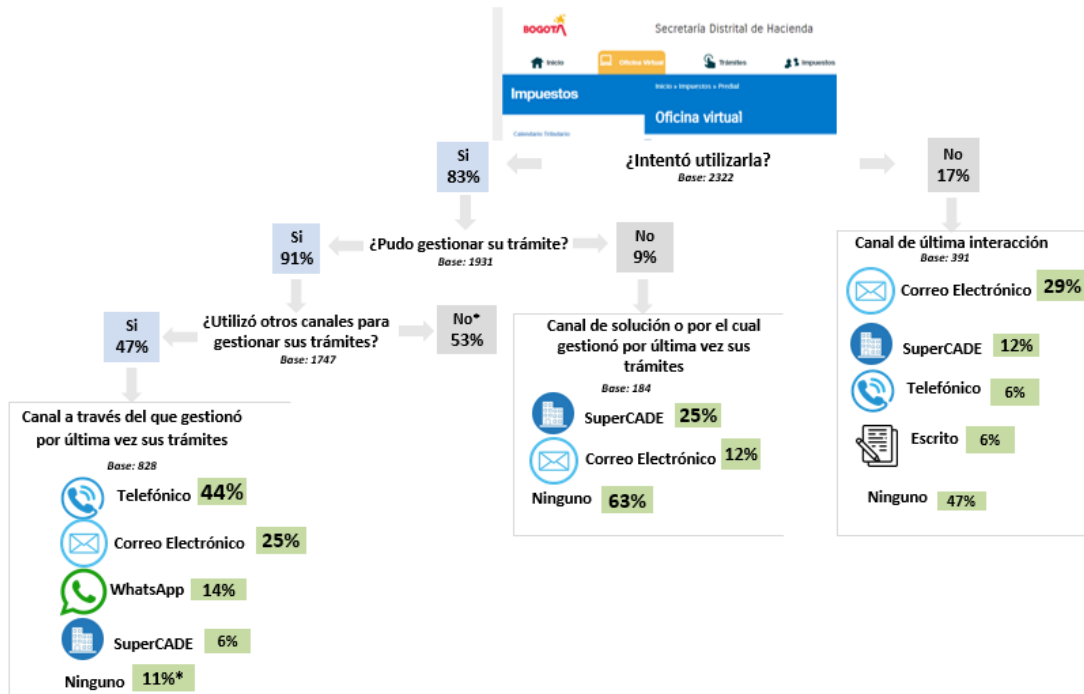 BOGOTÁ
Secretaría Distrital de Hacienda
Inicio
Oficina Virtual
Trámites
Impuestos
Impuestos
Inicio » Impuestos » Predial
Oficina virtual
Calendario Tributario
Si
83%
¿Intentó utilizarla?
Base: 2322
No
17%
Si
91%
¿Pudo gestionar su trámite?
Base: 1931
No
9%
Canal de última interacción
Base: 391
Correo Electrónico 29%
SuperCADE 12%
Telefónico 6%
Escrito 6%
Ninguno 47%
Si
47%
¿Utilizó otros canales para
gestionar sus trámites?
Base: 1747
No*
53%
Canal de solución o por el cual
gestionó por última vez sus
trámites
Base: 184
SuperCADE 25%
Correo Electrónico 12%
Ninguno 63%
Canal a través del que gestionó
por última vez sus trámites
Base: 828
Telefónico 44%
Correo Electrónico 25%
WhatsApp 14%
SuperCADE 6%
Ninguno 11%*